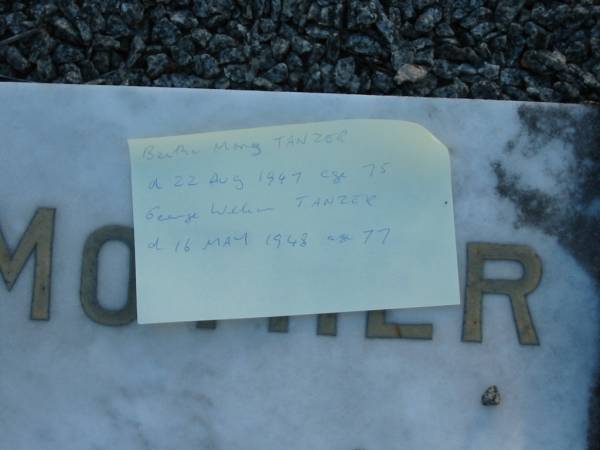 Bertha Mary TANZER
d 22 Aug 1947 age 75
George William TANZER
d 16 MAY 1948 age 77
MOTHER